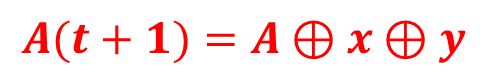 A(t + 1) = A ⊕ x ⊕ y